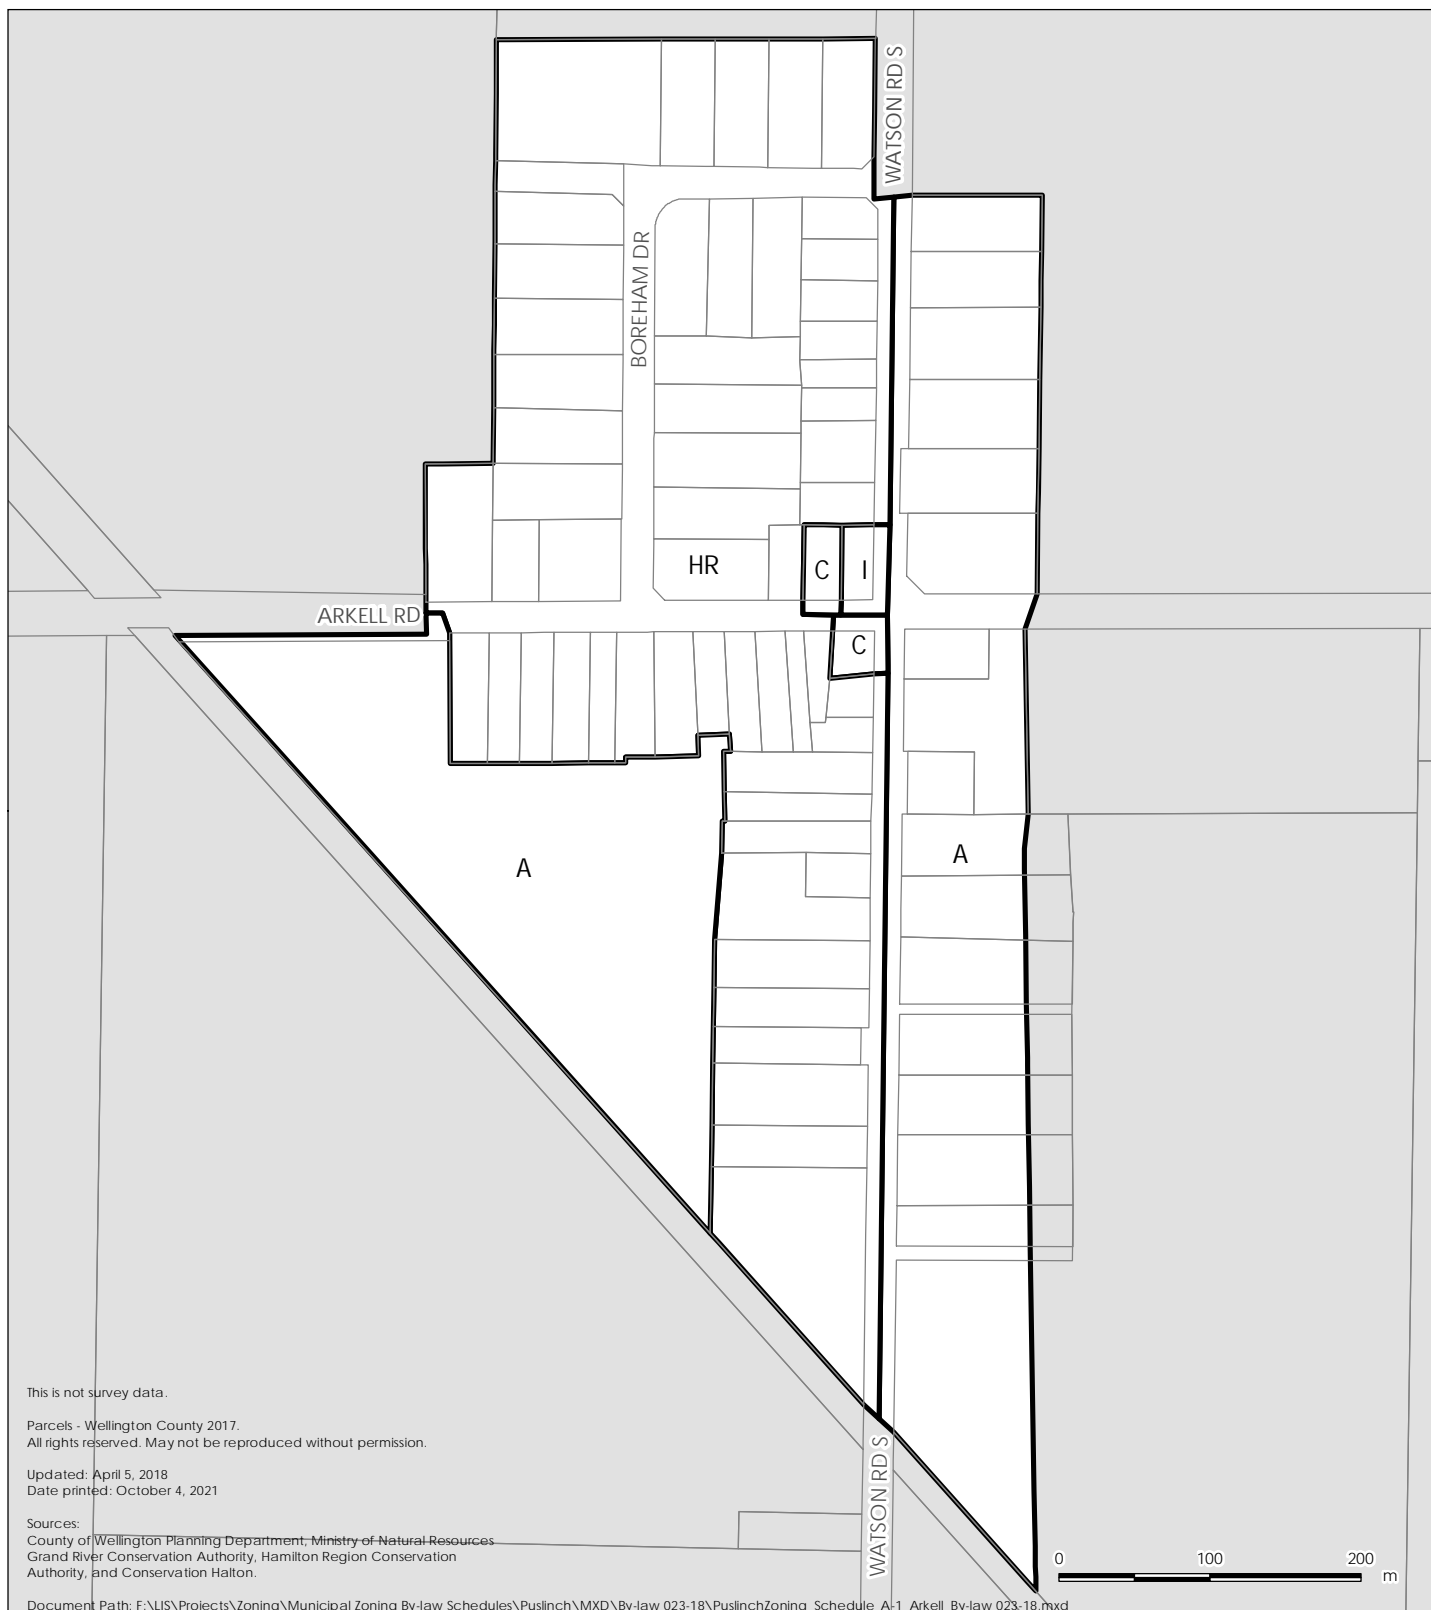 WATSON RD S
BOREHAM DR
HR
C
I
ARKELL RD
C
A
A
This is not survey data.
Parcels - Wellington County 2017.
All rights reserved. May not be reproduced without permission.
Updated: April 5, 2018
Date printed: October 4, 2021
Sources:
County of Wellington Planning Department, Ministry of Natural Resources
Grand River Conservation Authority, Hamilton Region Conservation
Authority, and Conservation Halton.
WATSON RD S
0 100 200
m
Document Path: F:\LIS\Projects\Zoning\Municipal Zoning By-law Schedules\Puslinch\MXD\By-law 023-18\PuslinchZoning_Schedule_A-1_Arkell_By-law 023-18.mxd